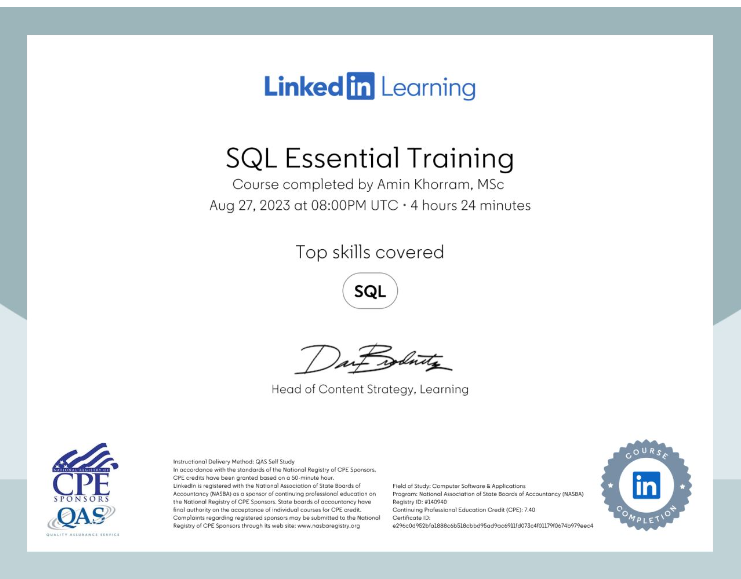 Linked in Learning
SQL Essential Training
Course completed by Amin Khorram, MSc
Aug 27, 2023 at 08:00PM UTC • 4 hours 24 minutes
Top skills covered
SQL
Head of Content Strategy, Learning
NATIONAL REGISTRY OF
CPE
SPONSORS
QAS
QUALITY ASSURANCE SERVICE
Instructional Delivery Method: QAS Self Study
In accordance with the standards of the National Registry of CPE Sponsors,
CPE credits have been granted based on a 50-minute hour.
LinkedIn is registered with the National Association of State Boards of
Accountancy (NASBA) as a sponsor of continuing professional education on
the National Registry of CPE Sponsors. State boards of accountancy have
final authority on the acceptance of individual courses for CPE credit.
Complaints regarding registered sponsors may be submitted to the National
Registry of CPE Sponsors through its web site: www.nasbaregistry.org
Field of Study: Computer Software & Applications
Program: National Association of State Boards of Accountancy (NASBA)
Registry ID: #140940
Continuing Professional Education Credit (CPE): 7.40
Certificate ID:
COURSE
in
COMPLETION